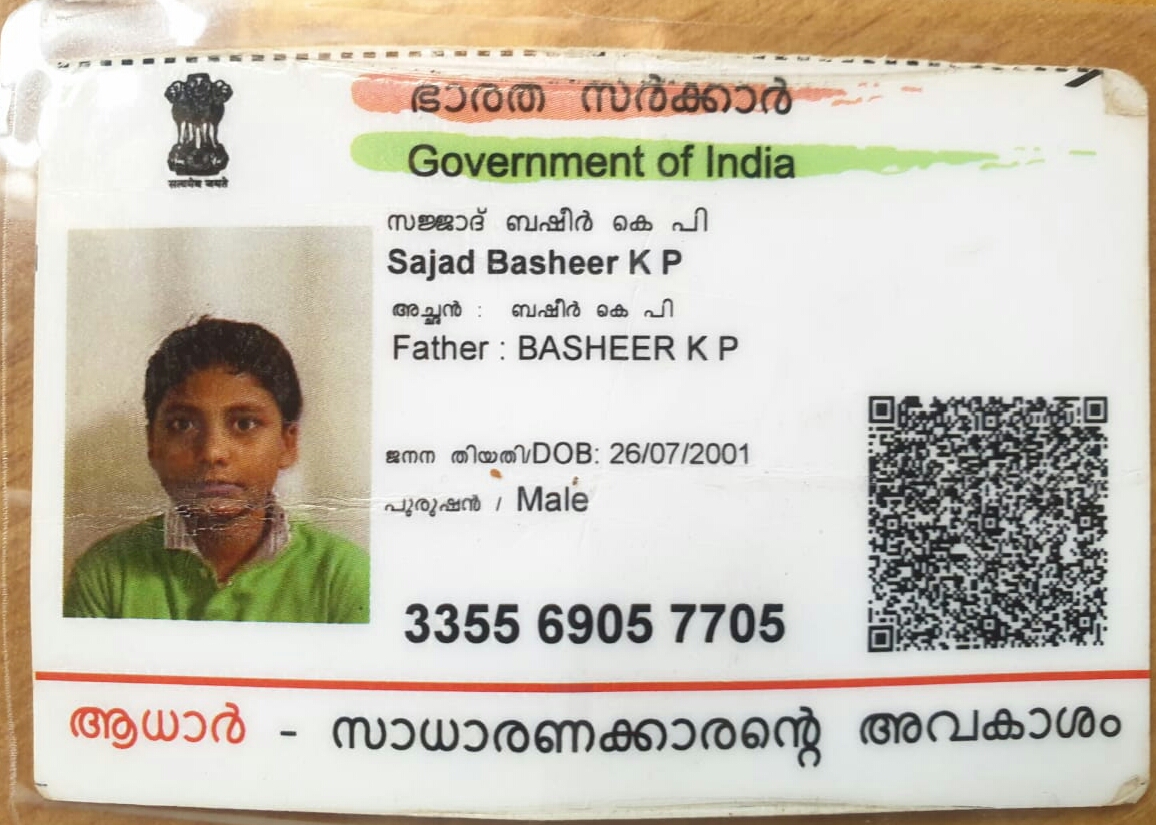 ഭാരത സർക്കാർ
Government of India
सत्यमेव जयते
സജ്ജാദ് ബഷീർ കെ പി
Sajad Basheer K P
അച്ഛൻ : ബഷീർ കെ പി
Father : BASHEER K P
ജനന തിയതി/DOB: 26/07/2001
പുരുഷൻ / Male
3355 6905 7705
ആധാർ - സാധാരണക്കാരന്റെ അവകാശം